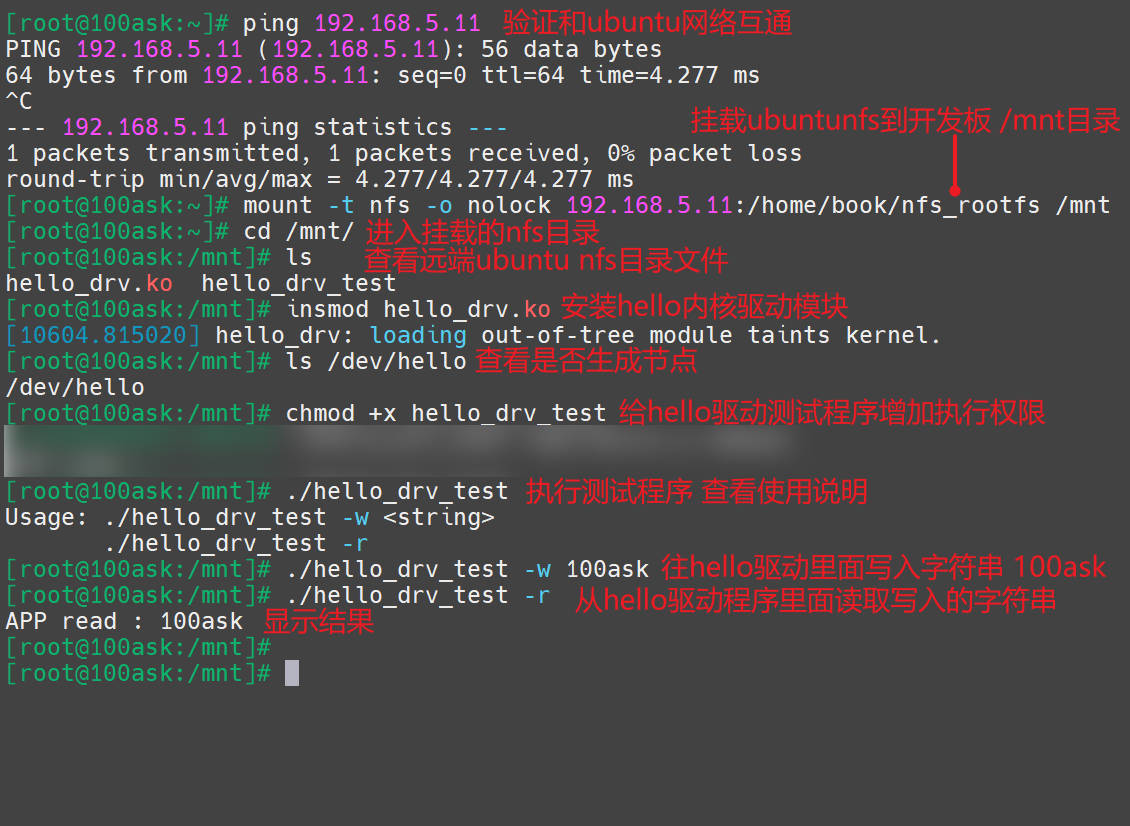 [root@100ask:~]# ping 192.168.5.11 验证和ubuntu网络互通
PING 192.168.5.11 (192.168.5.11): 56 data bytes
64 bytes from 192.168.5.11: seq=0 ttl=64 time=4.277 ms
^C
--- 192.168.5.11 ping statistics ---
挂载ubuntunfs到开发板 /mnt目录
1 packets transmitted, 1 packets received, 0% packet loss
round-trip min/avg/max = 4.277/4.277/4.277 ms
[root@100ask:~]# mount -t nfs -o nolock 192.168.5.11:/home/book/nfs_rootfs /mnt
[root@100ask:~]# cd /mnt/ 进入挂载的nfs目录
[root@100ask:/mnt]# ls 查看远端ubuntu nfs目录文件
hello_drv.ko  hello_drv_test
[root@100ask:/mnt]# insmod hello_drv.ko 安装hello内核驱动模块
[10604.815020] hello_drv: loading out-of-tree module taints kernel.
[root@100ask:/mnt]# ls /dev/hello 查看是否生成节点
/dev/hello
[root@100ask:/mnt]# chmod +x hello_drv_test 给hello驱动测试程序增加执行权限
[root@100ask:/mnt]# ./hello_drv_test 执行测试程序 查看使用说明
Usage: ./hello_drv_test -w <string>
./hello_drv_test -r
[root@100ask:/mnt]# ./hello_drv_test -w 100ask 往hello驱动里面写入字符串 100ask
[root@100ask:/mnt]# ./hello_drv_test -r 从hello驱动程序里面读取写入的字符串
APP read : 100ask 显示结果
[root@100ask:/mnt]#
[root@100ask:/mnt]#